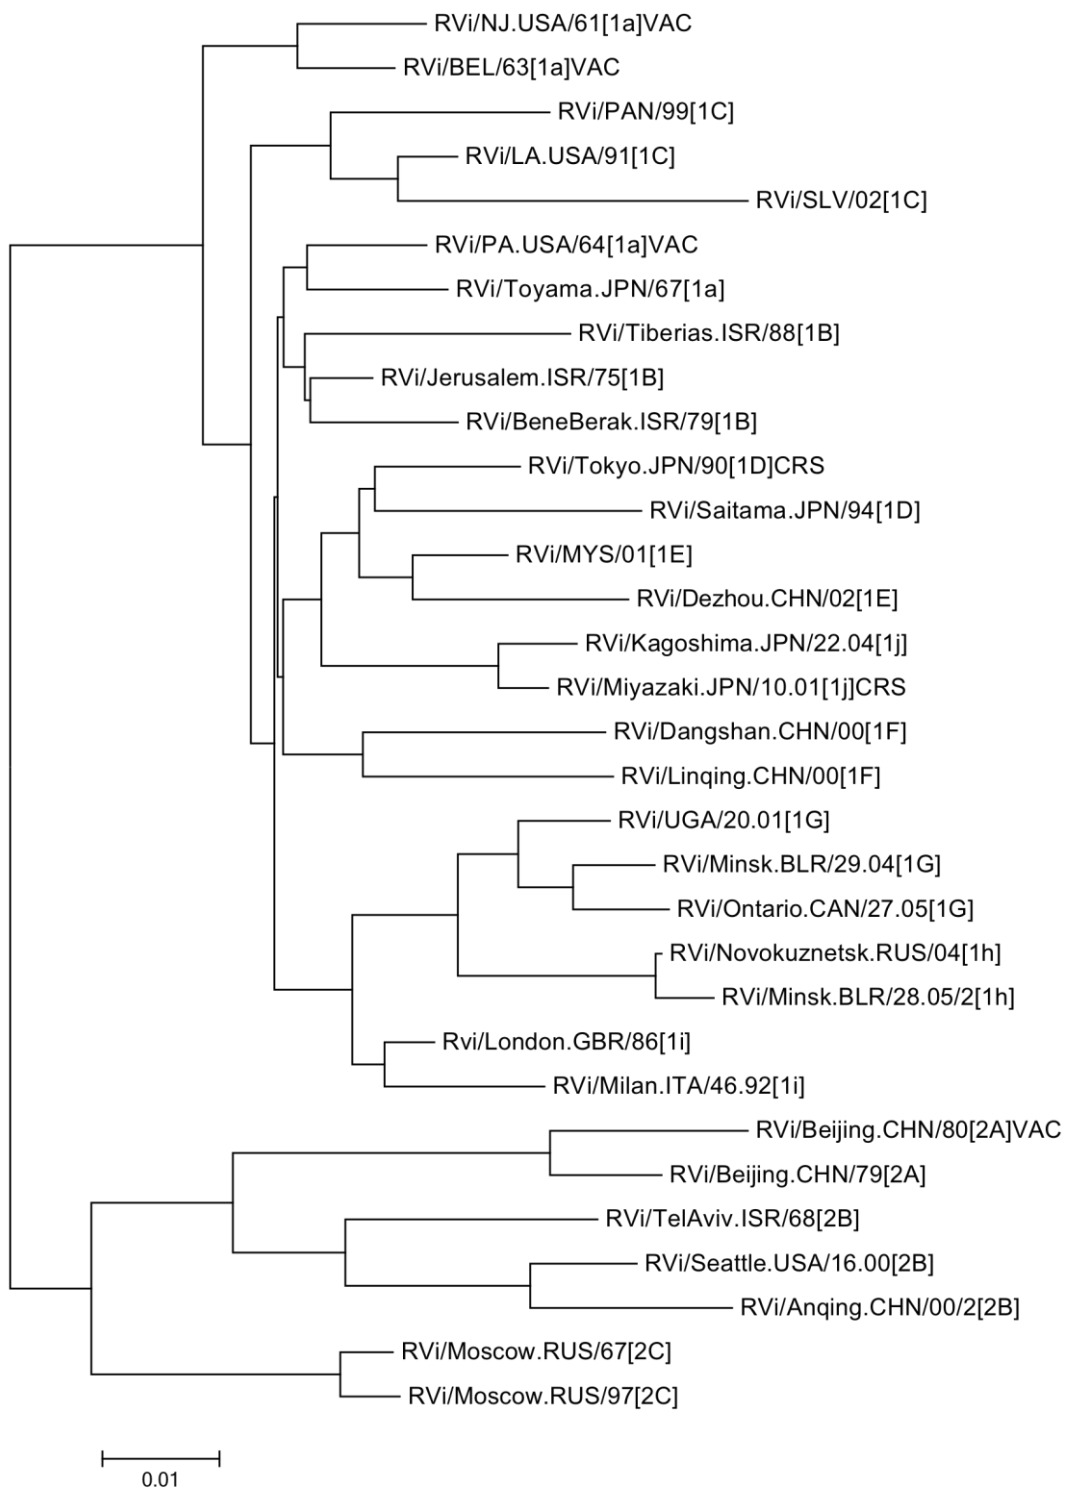 RVi/NJ.USA/61[1a]VAC
RVi/BEL/63[1a]VAC
RVi/PAN/99[1C]
RVi/LA.USA/91[1C]
RVi/SLV/02[1C]
RVi/PA.USA/64[1a]VAC
RVi/Toyama.JPN/67[1a]
RVi/Tiberias.ISR/88[1B]
RVi/Jerusalem.ISR/75[1B]
RVi/BeneBerak.ISR/79[1B]
RVi/Tokyo.JPN/90[1D]CRS
RVi/Saitama.JPN/94[1D]
RVi/MYS/01[1E]
RVi/Dezhou.CHN/02[1E]
RVi/Kagoshima.JPN/22.04[1j]
RVi/Miyazaki.JPN/10.01[1j]CRS
RVi/Dangshan.CHN/00[1F]
RVi/Linqing.CHN/00[1F]
RVi/UGA/20.01[1G]
RVi/Minsk.BLR/29.04[1G]
RVi/Ontario.CAN/27.05[1G]
RVi/Novokuznetsk.RUS/04[1h]
RVi/Minsk.BLR/28.05/2[1h]
Rvi/London.GBR/86[1i]
RVi/Milan.ITA/46.92[1i]
RVi/Beijing.CHN/80[2A]VAC
RVi/Beijing.CHN/79[2A]
RVi/TelAviv.ISR/68[2B]
RVi/Seattle.USA/16.00[2B]
RVi/Anqing.CHN/00/2[2B]
RVi/Moscow.RUS/67[2C]
RVi/Moscow.RUS/97[2C]
0.01